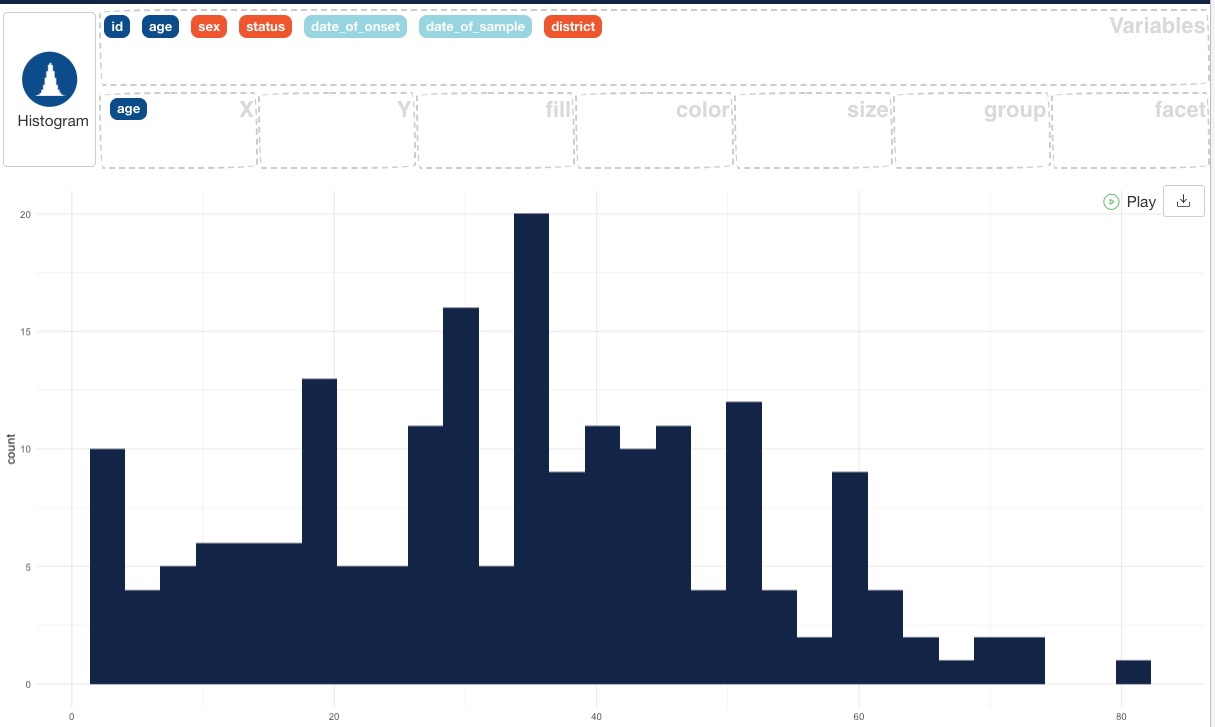 id age sex status date_of_onset date_of_sample district Variables
Histogram
age X Y fill color size group facet
Play
20
15
10
5
0
count
0 20 40 60 80